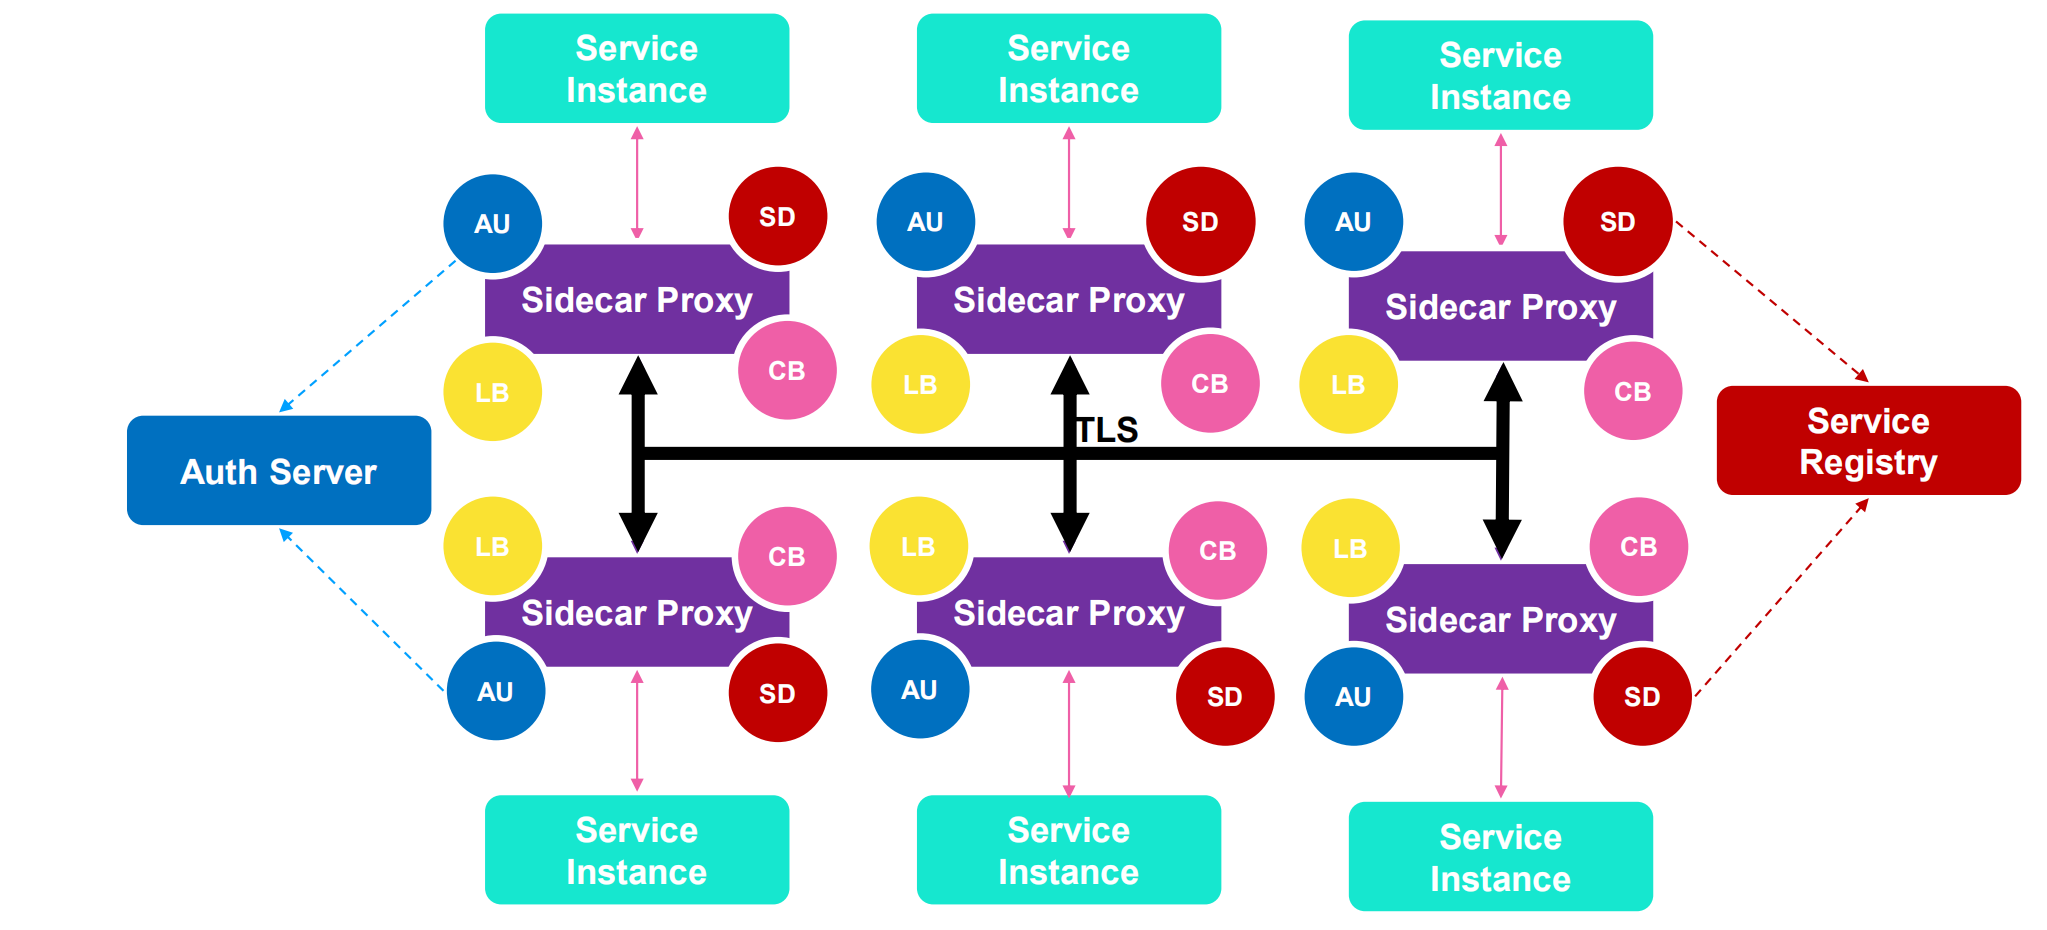 Service
Instance
Service
Instance
Service
Instance
AU
SD
AU
SD
AU
SD
Sidecar Proxy
Sidecar Proxy
Sidecar Proxy
LB
CB
LB
CB
LB
CB
TLS
Auth Server
Service
Registry
LB
CB
LB
CB
LB
CB
Sidecar Proxy
Sidecar Proxy
Sidecar Proxy
AU
SD
AU
SD
AU
SD
Service
Instance
Service
Instance
Service
Instance